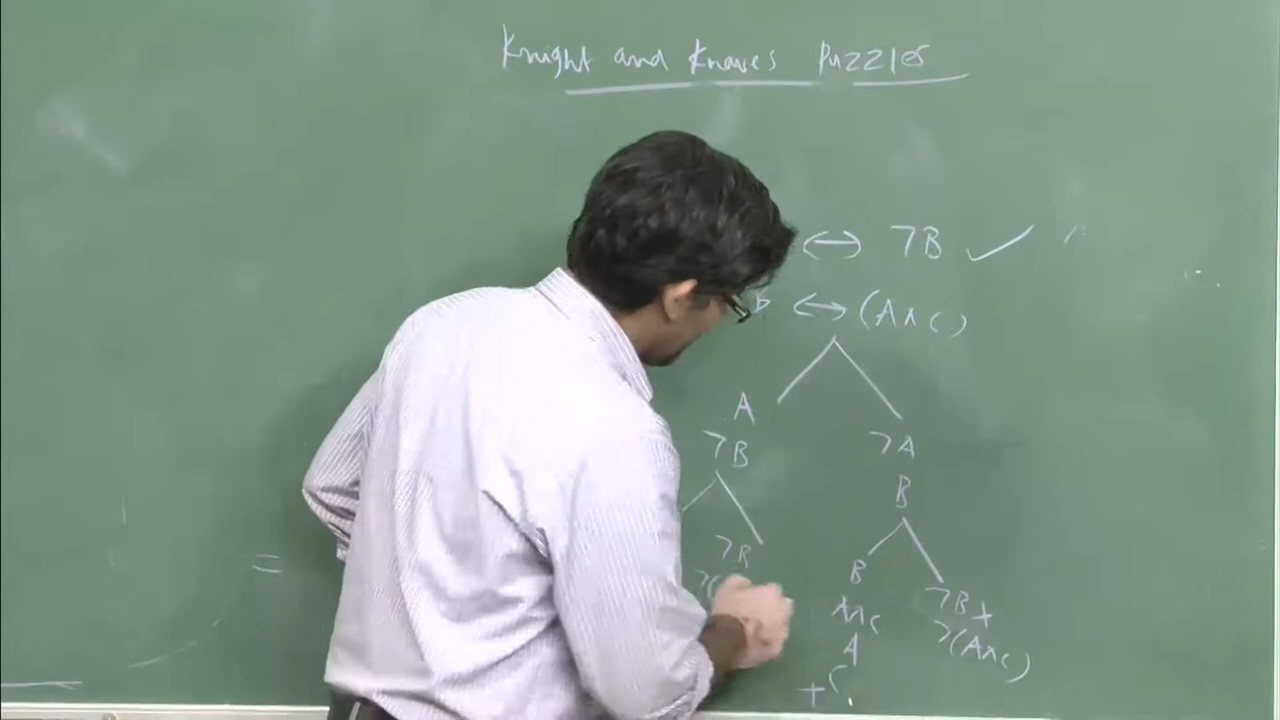 Knight and Knaves Puzzles
↔ ¬B ✓
b ↔ (A∧C)
A
¬A
¬B
B
¬B
B
¬B +
A∧C
¬(A∧C)
A
+ C
=